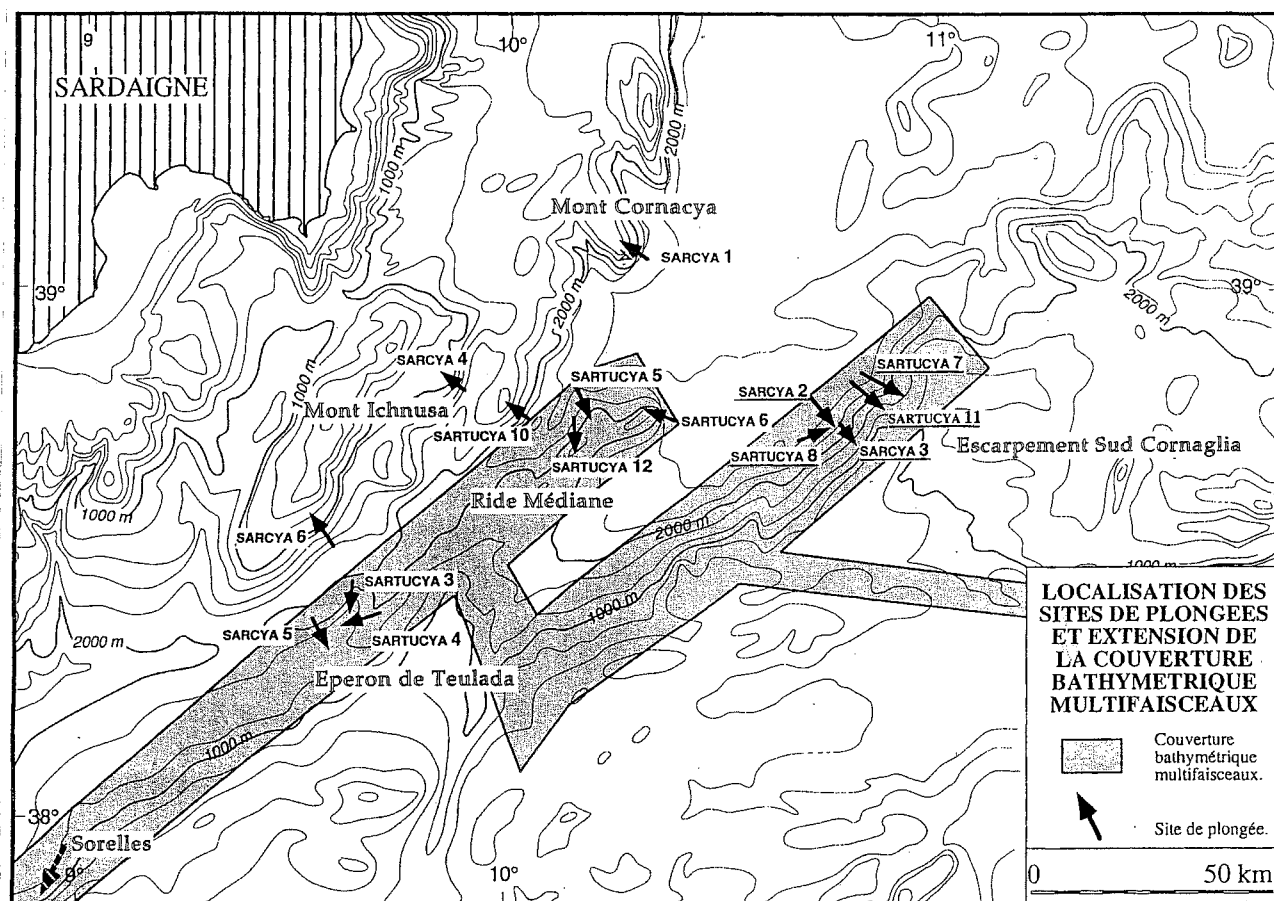 9
10°
11°
SARDAIGNE
1000 m
2000 m
Mont Cornacya
SARCYA 1
39°
39°
2000 m
2000 m
SARCYA 4
1000 m
SARTUCYA 5
SARTUCYA 7
SARCYA 2
Mont Ichnusa
SARTUCYA 10
SARTUCYA 6
SARTUCYA 11
SARTUCYA 12
SARTUCYA 8
SARCYA 3
Escarpement Sud Cornaglia
Ride Médiane
1000 m
2000 m
SARCYA 6
1000 m
SARTUCYA 3
1000 m
SARCYA 5
SARTUCYA 4
2000 m
Eperon de Teulada
1000 m
38°
Sorelles
9°
10°
LOCALISATION DES
SITES DE PLONGEES
ET EXTENSION DE
LA COUVERTURE
BATHYMETRIQUE
MULTIFAISCEAUX
Couverture
bathymétrique
multifaisceaux.
Site de plongée.
0 50 km